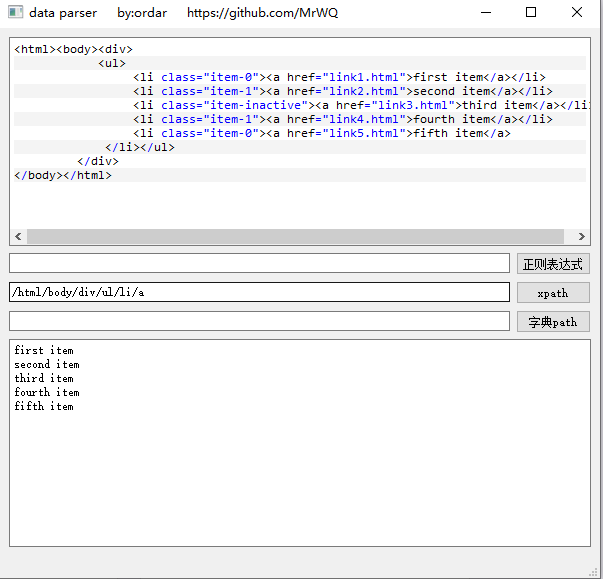 data parser by:ordar https://github.com/MrWQ
<html><body><div>
<ul>
<li class="item-0"><a href="link1.html">first item</a></li>
<li class="item-1"><a href="link2.html">second item</a></li>
<li class="item-inactive"><a href="link3.html">third item</a></li
<li class="item-1"><a href="link4.html">fourth item</a></li>
<li class="item-0"><a href="link5.html">fifth item</a>
</li></ul>
</div>
</body></html>
正则表达式
/html/body/div/ul/li/a xpath
字典path
first item
second item
third item
fourth item
fifth item